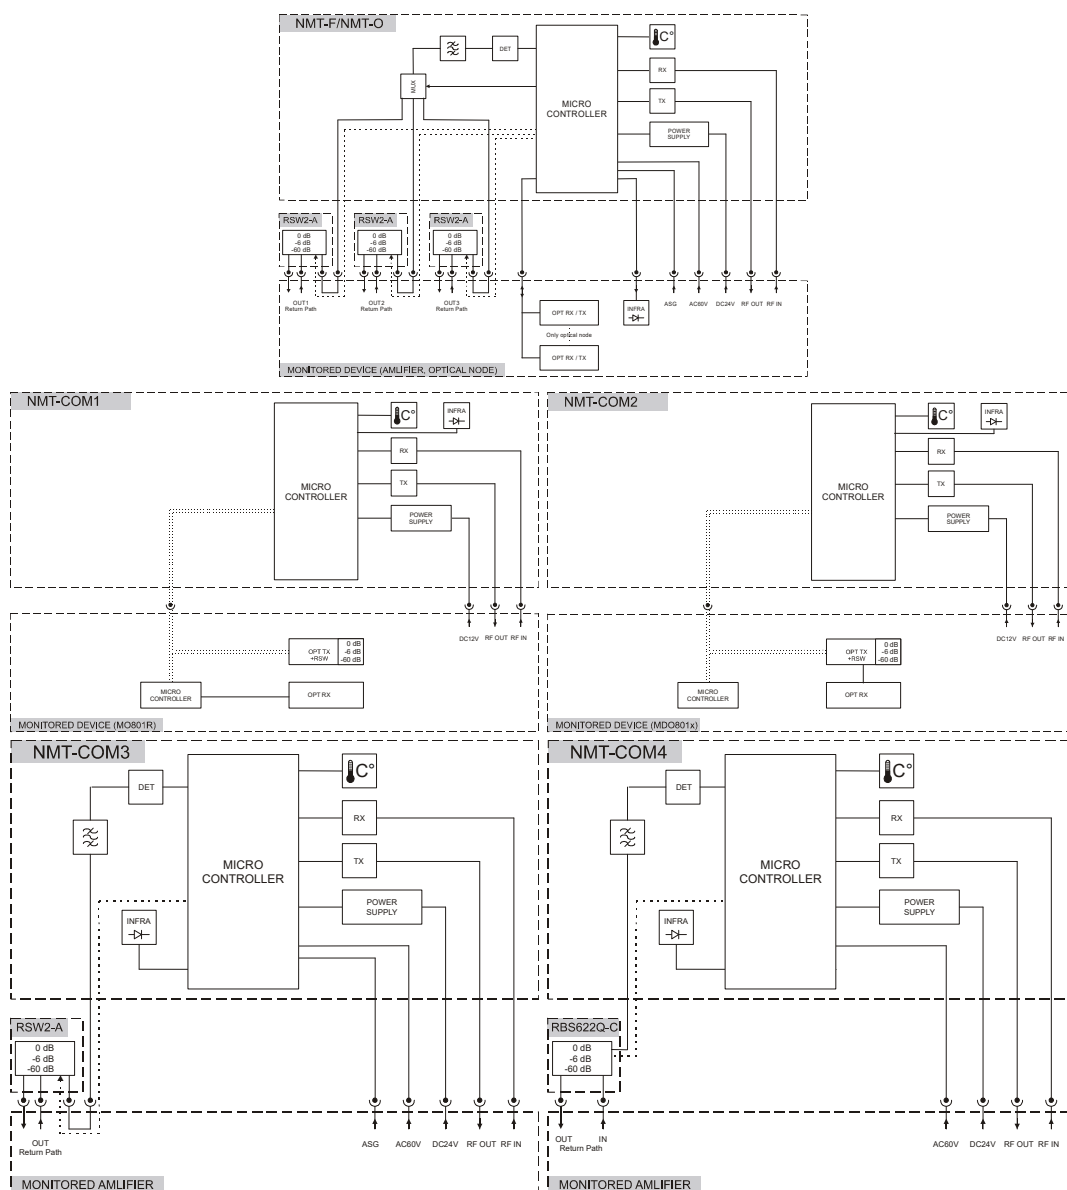 NMT-F/NMT-O
C°
DET
RX
MUX
TX
MICRO
CONTROLLER
POWER
SUPPLY
RSW2-A
RSW2-A
RSW2-A
0 dB
-6 dB
-60 dB
0 dB
-6 dB
-60 dB
0 dB
-6 dB
-60 dB
OUT1
Return Path
OUT2
Return Path
OUT3
Return Path
OPT RX / TX
Only optical node
OPT RX / TX
INFRA
ASG
AC60V
DC24V
RF OUT
RF IN
MONITORED DEVICE (AMLIFIER, OPTICAL NODE)
NMT-COM1
C°
INFRA
RX
TX
MICRO
CONTROLLER
POWER
SUPPLY
DC12V
RF OUT
RF IN
OPT TX
+RSW
0 dB
-6 dB
-60 dB
MICRO
CONTROLLER
OPT RX
MONITORED DEVICE (MO801R)
NMT-COM2
C°
INFRA
RX
TX
MICRO
CONTROLLER
POWER
SUPPLY
DC12V
RF OUT
RF IN
OPT TX
+RSW
0 dB
-6 dB
-60 dB
MICRO
CONTROLLER
OPT RX
MONITORED DEVICE (MDO801x)
NMT-COM3
C°
DET
RX
TX
MICRO
CONTROLLER
POWER
SUPPLY
INFRA
RSW2-A
0 dB
-6 dB
-60 dB
OUT
Return Path
ASG
AC60V
DC24V
RF OUT
RF IN
MONITORED AMLIFIER
NMT-COM4
C°
DET
RX
TX
MICRO
CONTROLLER
POWER
SUPPLY
INFRA
RBS622Q-C
0 dB
-6 dB
-60 dB
OUT
IN
Return Path
AC60V
DC24V
RF OUT
RF IN
MONITORED AMLIFIER